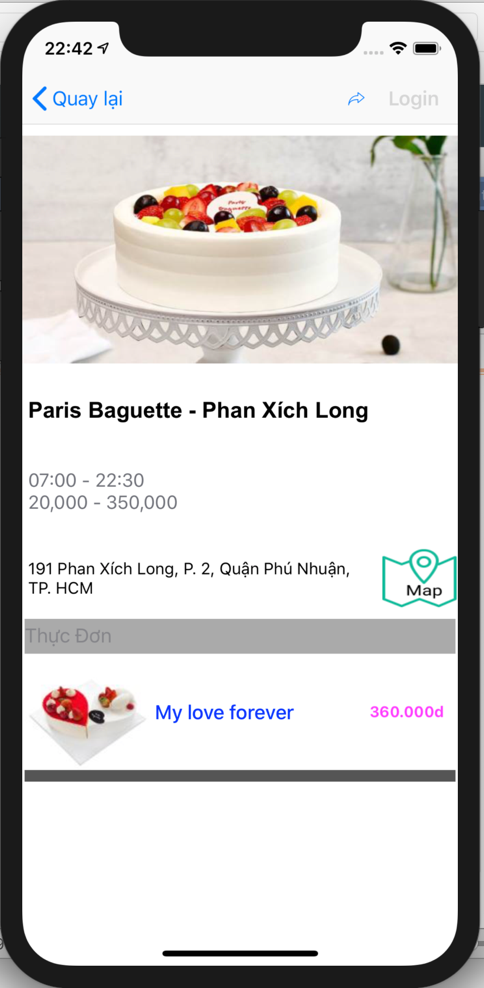 22:42
Quay lại
Login
Paris Baguette - Phan Xích Long
07:00 - 22:30
20,000 - 350,000
191 Phan Xích Long, P. 2, Quận Phú Nhuận,
TP. HCM
Map
Thực Đơn
My love forever
360.000đ